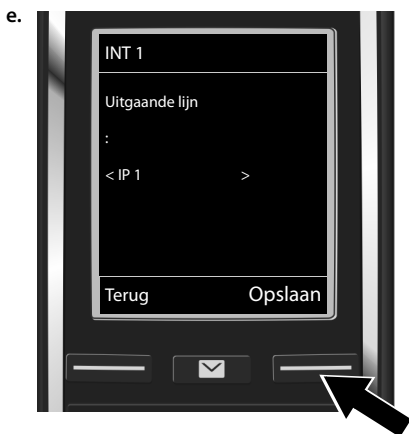 e.
INT 1
Uitgaande lijn
:
< IP 1 >
Terug Opslaan